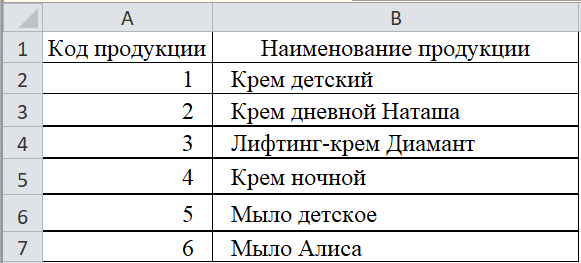 A B
1 Код продукции Наименование продукции
2 1 Крем детский
3 2 Крем дневной Наташа
4 3 Лифтинг-крем Диамант
5 4 Крем ночной
6 5 Мыло детское
7 6 Мыло Алиса